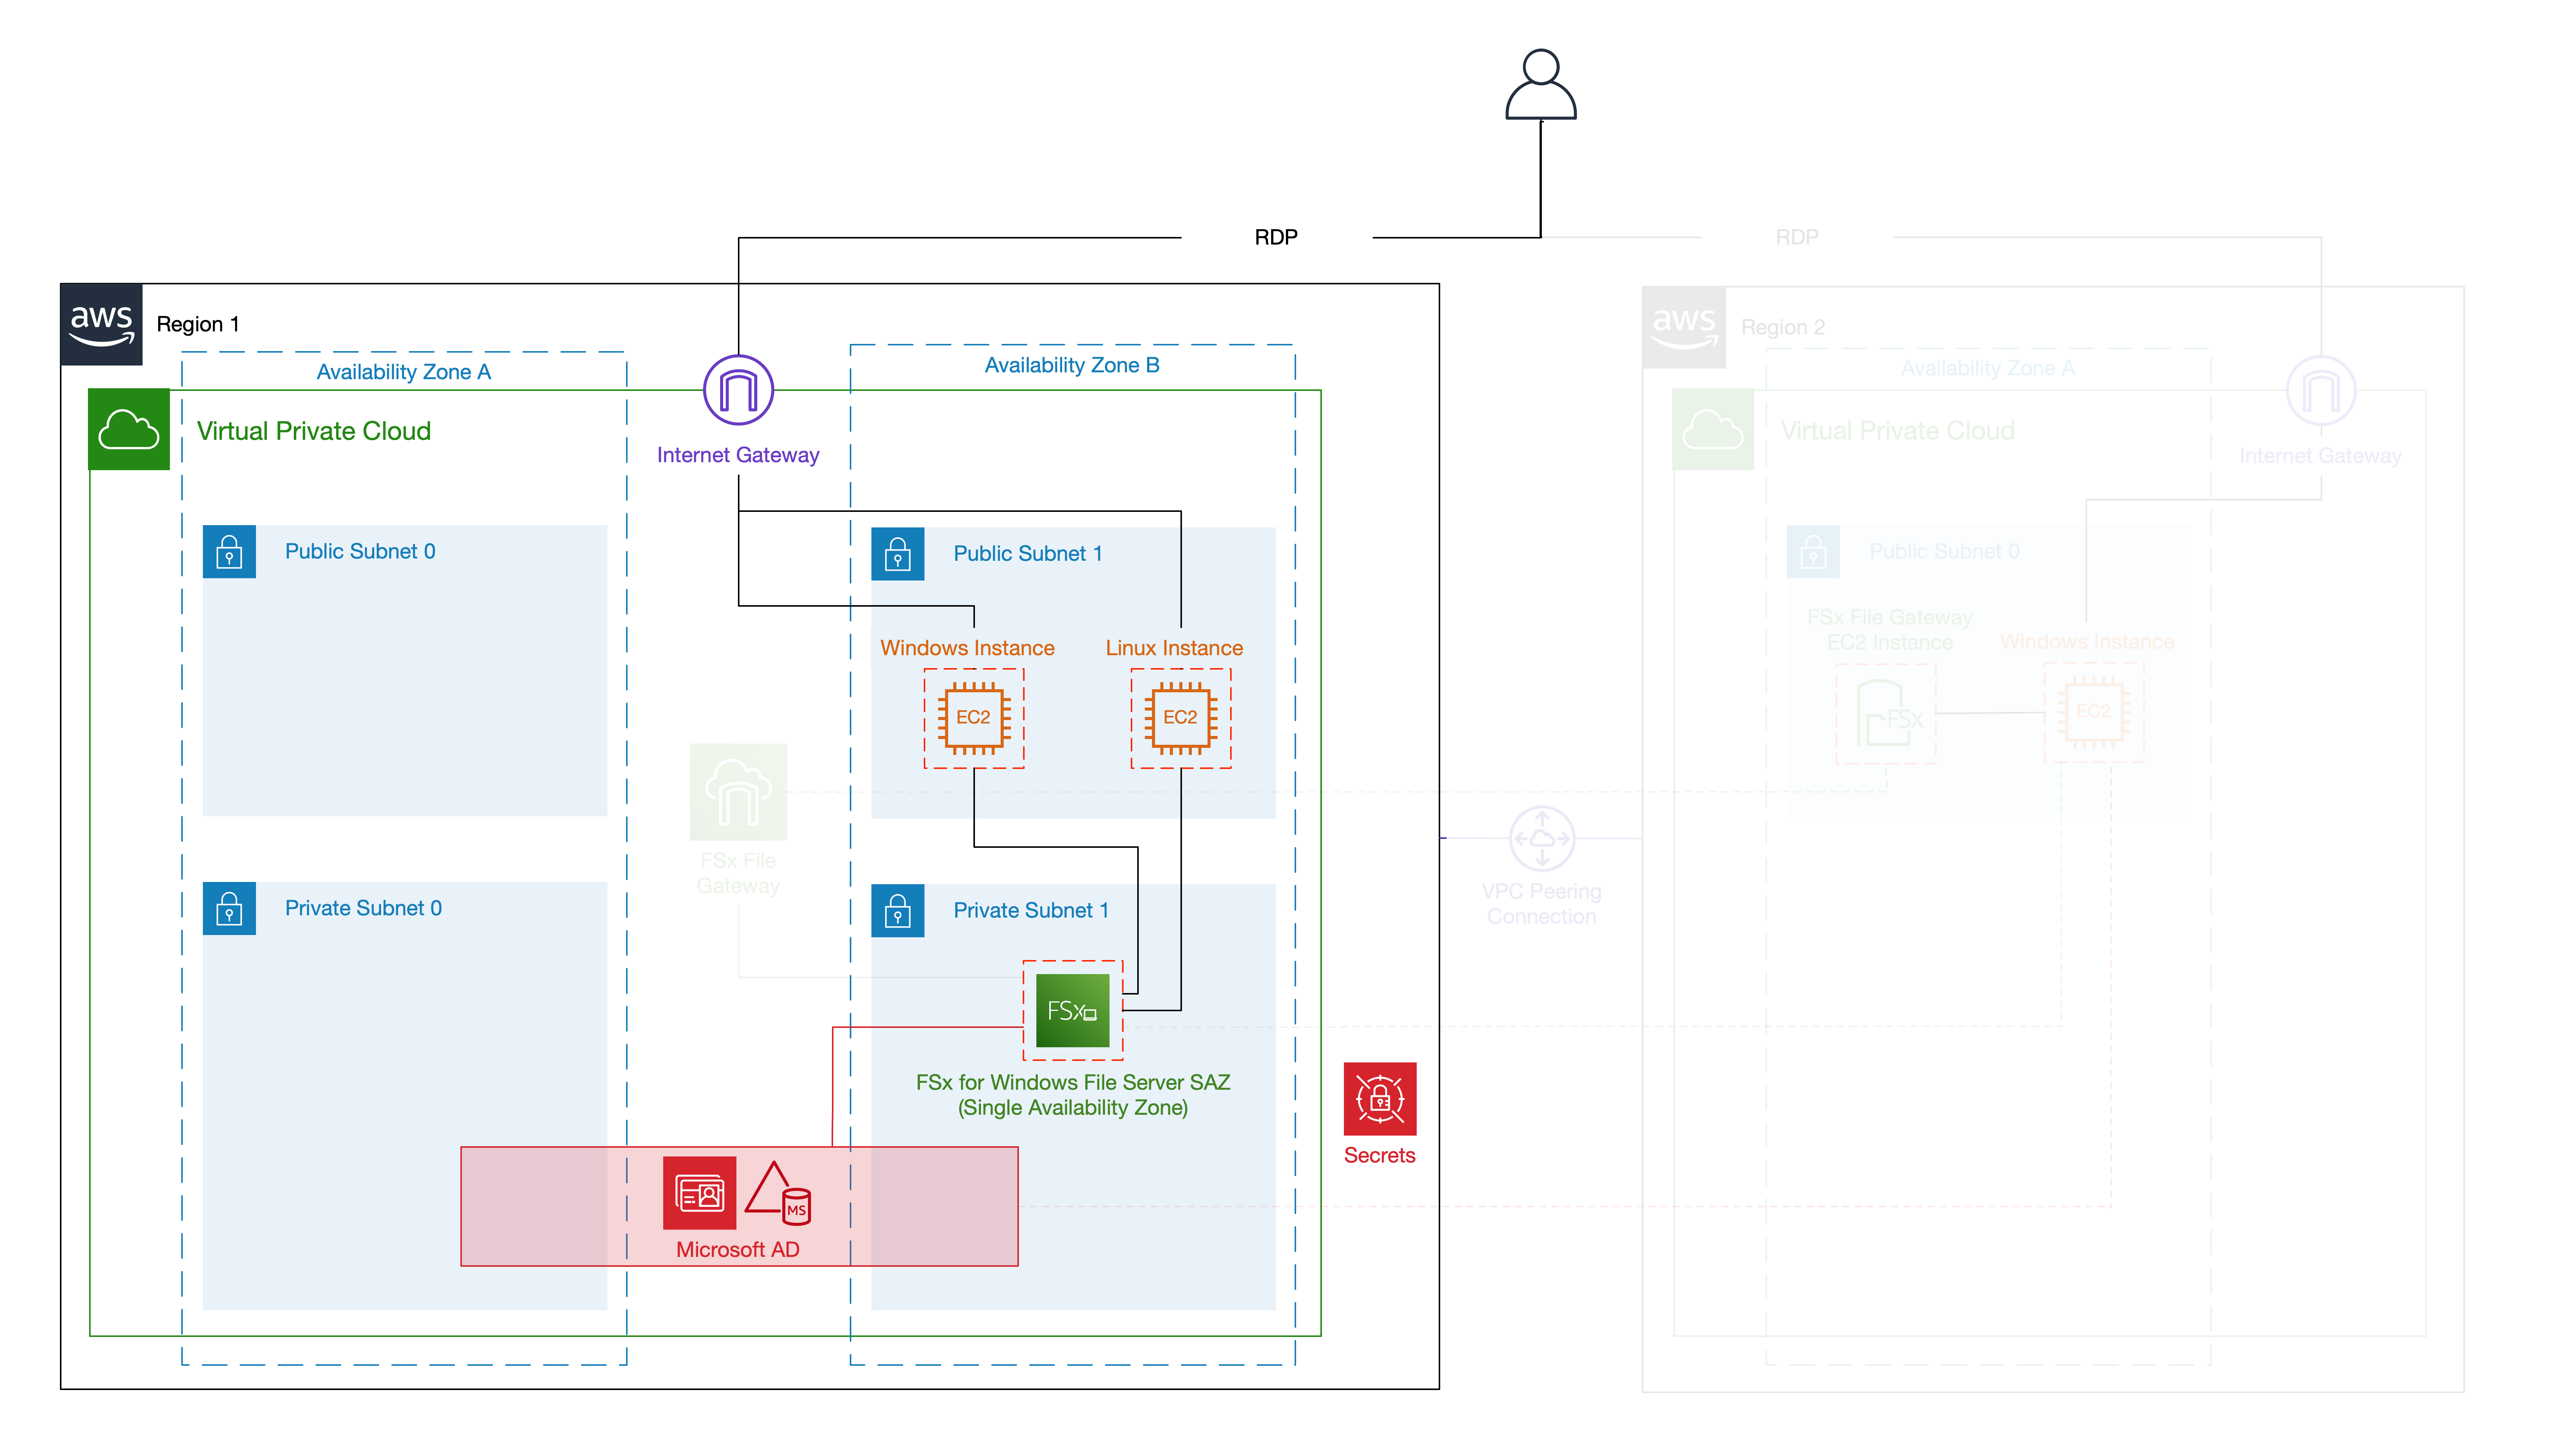 RDP
RDP
aws
Region 1
aws
Region 2
Availability Zone A
Availability Zone B
Availability Zone A
Virtual Private Cloud
Internet Gateway
Virtual Private Cloud
Internet Gateway
Public Subnet 0
Public Subnet 1
Public Subnet 0
FSx File Gateway
EC2 Instance
Windows Instance
Windows Instance
Linux Instance
EC2
EC2
FSx
EC2
FSx File
Gateway
VPC Peering
Connection
Private Subnet 0
Private Subnet 1
FSx
FSx for Windows File Server SAZ
(Single Availability Zone)
Secrets
MS
Microsoft AD